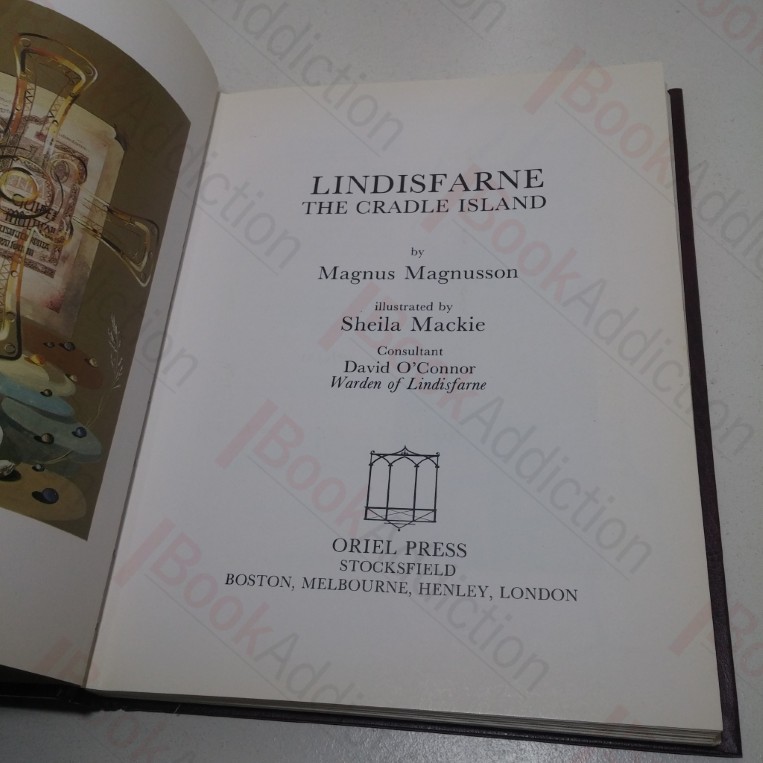 LINDISFARNE
THE CRADLE ISLAND
by
Magnus Magnusson
illustrated by
Sheila Mackie
Consultant
David O'Connor
Warden of Lindisfarne
ORIEL PRESS
STOCKSFIELD
BOSTON, MELBOURNE, HENLEY, LONDON
BookAddiction